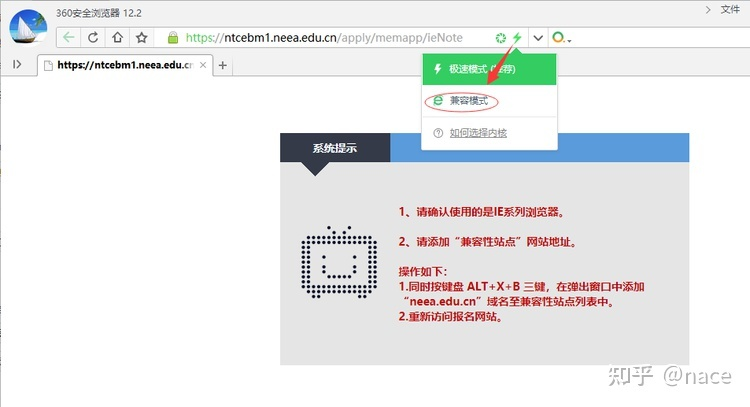 360安全浏览器 12.2
文件
https://ntcebm1.neea.edu.cn/apply/memapp/ieNote
https://ntcebm1.neea.edu.cn
极速模式 (荐)
兼容模式
如何选择内核
系统提示
1、请确认使用的是IE系列浏览器。
2、请添加“兼容性站点”网站地址。
操作如下：
1.同时按键盘 ALT+X+B 三键，在弹出窗口中添加
“neea.edu.cn”域名至兼容性站点列表中。
2.重新访问报名网站。
知乎 @nace